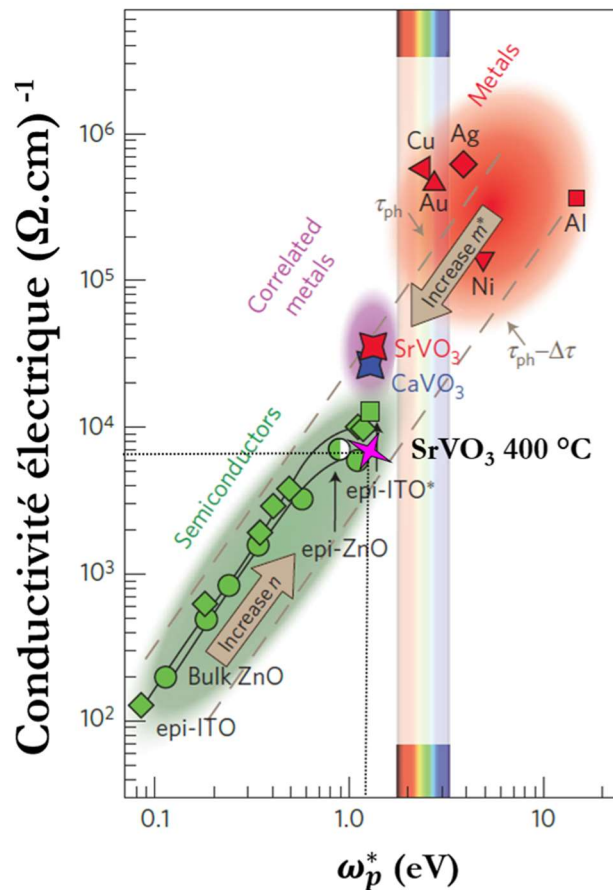 Conductivité électrique (Ω.cm) -1
10⁶
10⁵
10⁴
10³
10²
Metals
Cu
Ag
Au
Al
τph
Increase m*
Ni
Correlated
metals
SrVO₃
τph–Δτ
CaVO₃
SrVO₃ 400 °C
Semiconductors
epi-ITO*
epi-ZnO
Increase n
Bulk ZnO
epi-ITO
0.1
1.0
10
ω*p (eV)